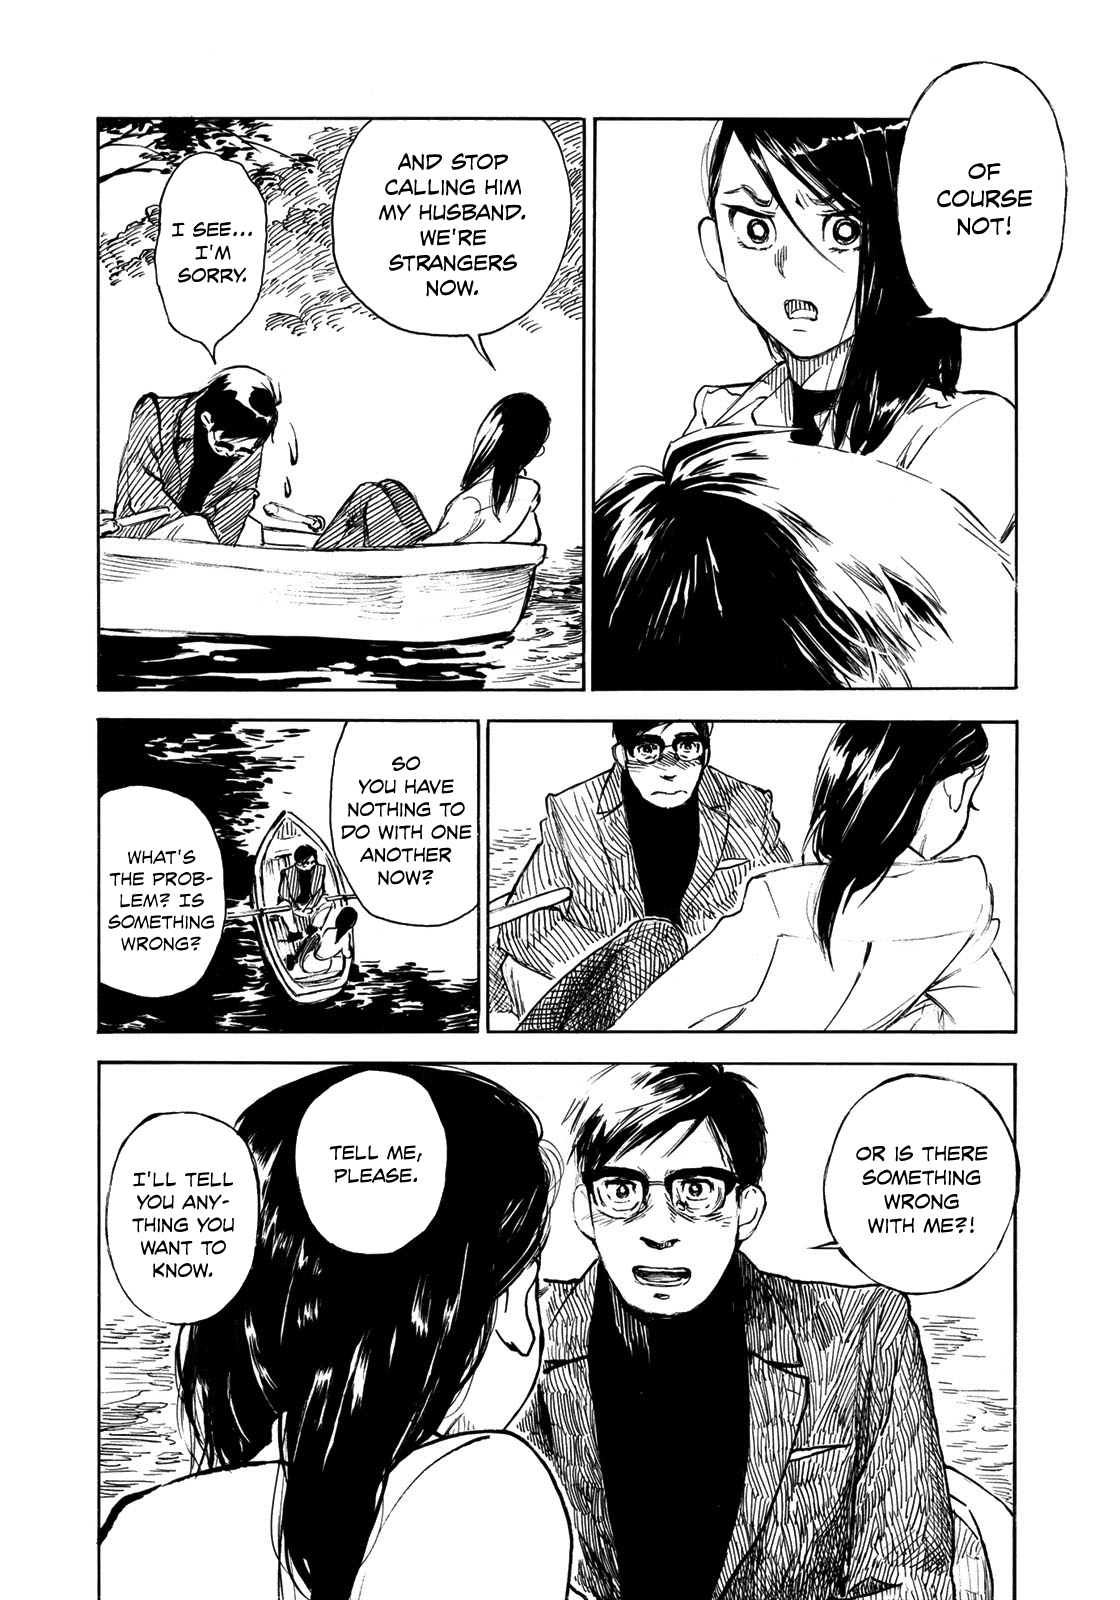 OF
COURSE
NOT!
AND STOP
CALLING HIM
MY HUSBAND.
WE'RE
STRANGERS
NOW.
I SEE...
I'M
SORRY.
SO
YOU HAVE
NOTHING TO
DO WITH ONE
ANOTHER
NOW?
WHAT'S
THE PROB-
LEM? IS
SOMETHING
WRONG?
OR IS THERE
SOMETHING
WRONG
WITH ME?!
TELL ME,
PLEASE.
I'LL TELL
YOU ANY-
THING YOU
WANT TO
KNOW.